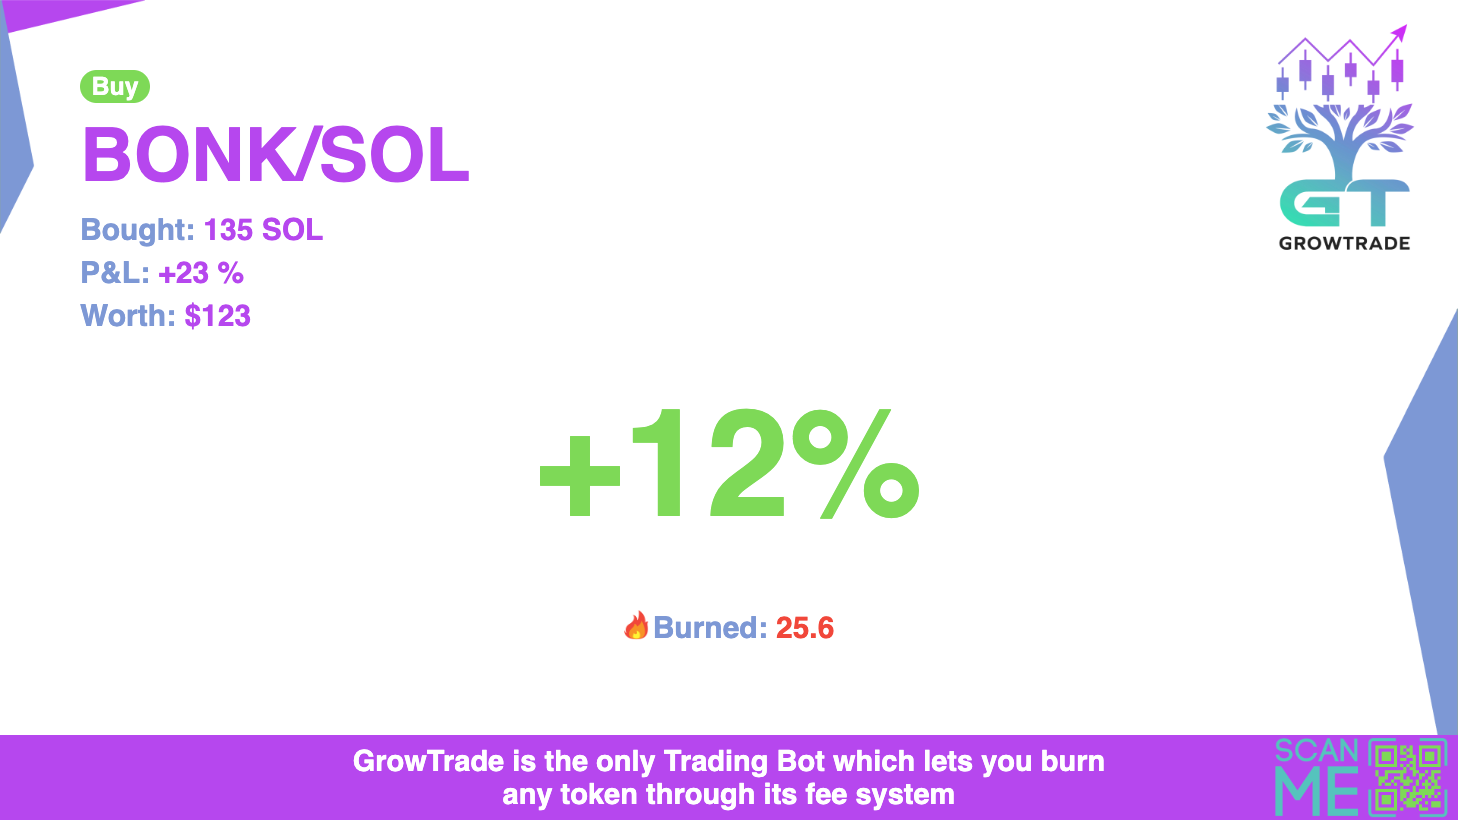 Buy
BONK/SOL
Bought: 135 SOL
P&L: +23 %
Worth: $123
GT
GROWTRADE
+12%
🔥Burned: 25.6
GrowTrade is the only Trading Bot which lets you burn
any token through its fee system
SCAN
ME